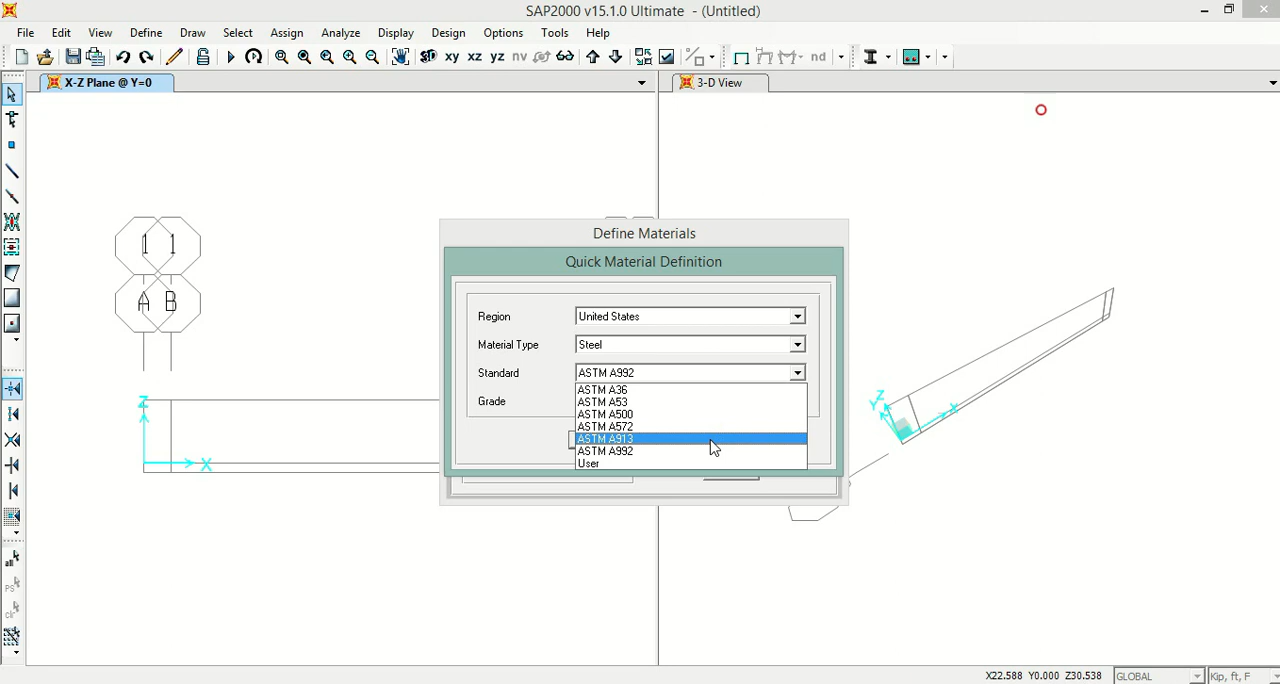 SAP2000 v15.1.0 Ultimate - (Untitled)
File Edit View Define Draw Select Assign Analyze Display Design Options Tools Help
xy xz yz nv nd
X-Z Plane @ Y=0
3-D View
1 1
A B
Z
X
Z
Y
X
Define Materials
Quick Material Definition
Region United States
Material Type Steel
Standard ASTM A992
Grade
ASTM A36
ASTM A53
ASTM A500
ASTM A572
ASTM A913
ASTM A992
User
all
PS
clr
X22.588 Y0.000 Z30.538 GLOBAL Kip, ft, F